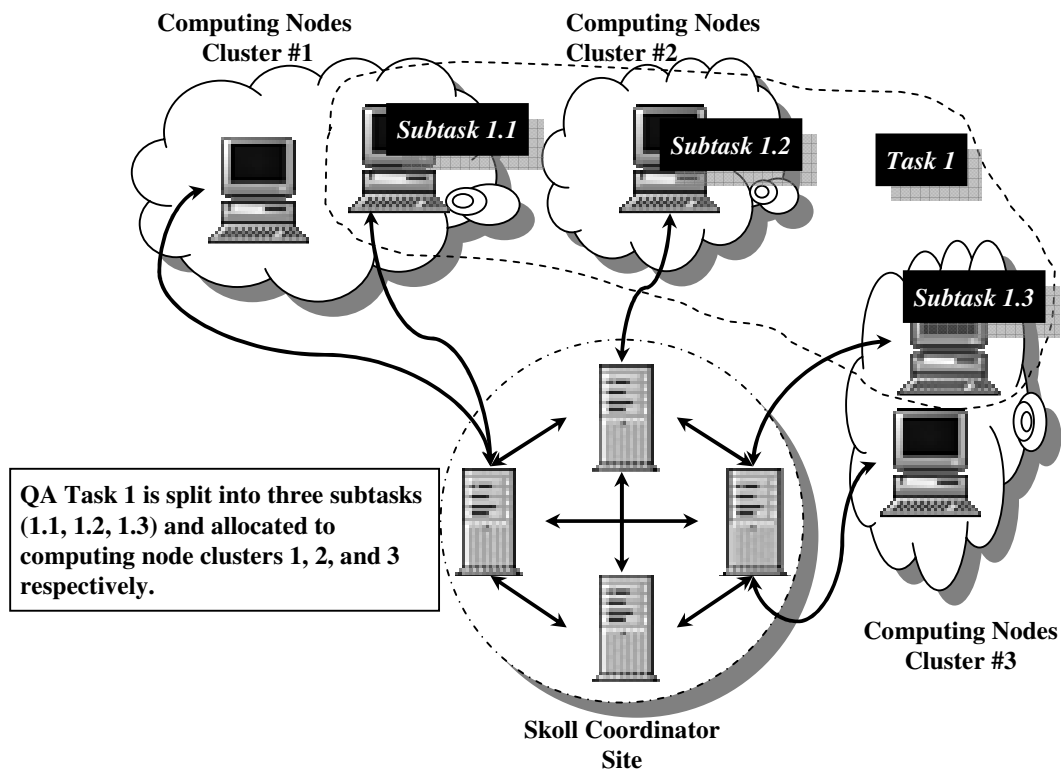 Computing Nodes
Cluster #1
Computing Nodes
Cluster #2
Subtask 1.1
Subtask 1.2
Task 1
Subtask 1.3
QA Task 1 is split into three subtasks
(1.1, 1.2, 1.3) and allocated to
computing node clusters 1, 2, and 3
respectively.
Computing Nodes
Cluster #3
Skoll Coordinator
Site